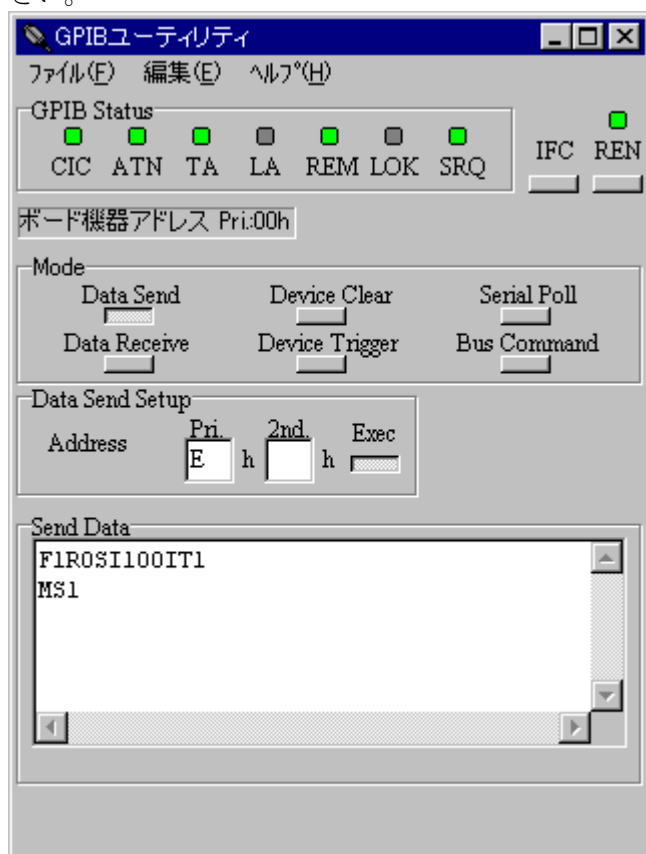 さい。
GPIBユーティリティ
ファイル(F) 編集(E) ヘルプ(H)
GPIB Status
CIC ATN TA LA REM LOK SRQ IFC REN
ボード機器アドレス Pri.:00h
Mode
Data Send Device Clear Serial Poll
Data Receive Device Trigger Bus Command
Data Send Setup
Address Pri. 2nd. Exec
E h h
Send Data
F1R0SI100IT1
MS1